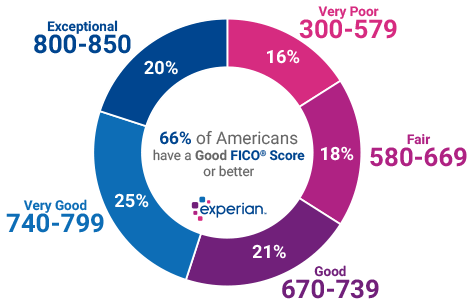 Very Poor
300-579
16%
Fair
580-669
18%
Good
670-739
21%
Very Good
740-799
25%
Exceptional
800-850
20%
66% of Americans
have a Good FICO® Score
or better
experian™